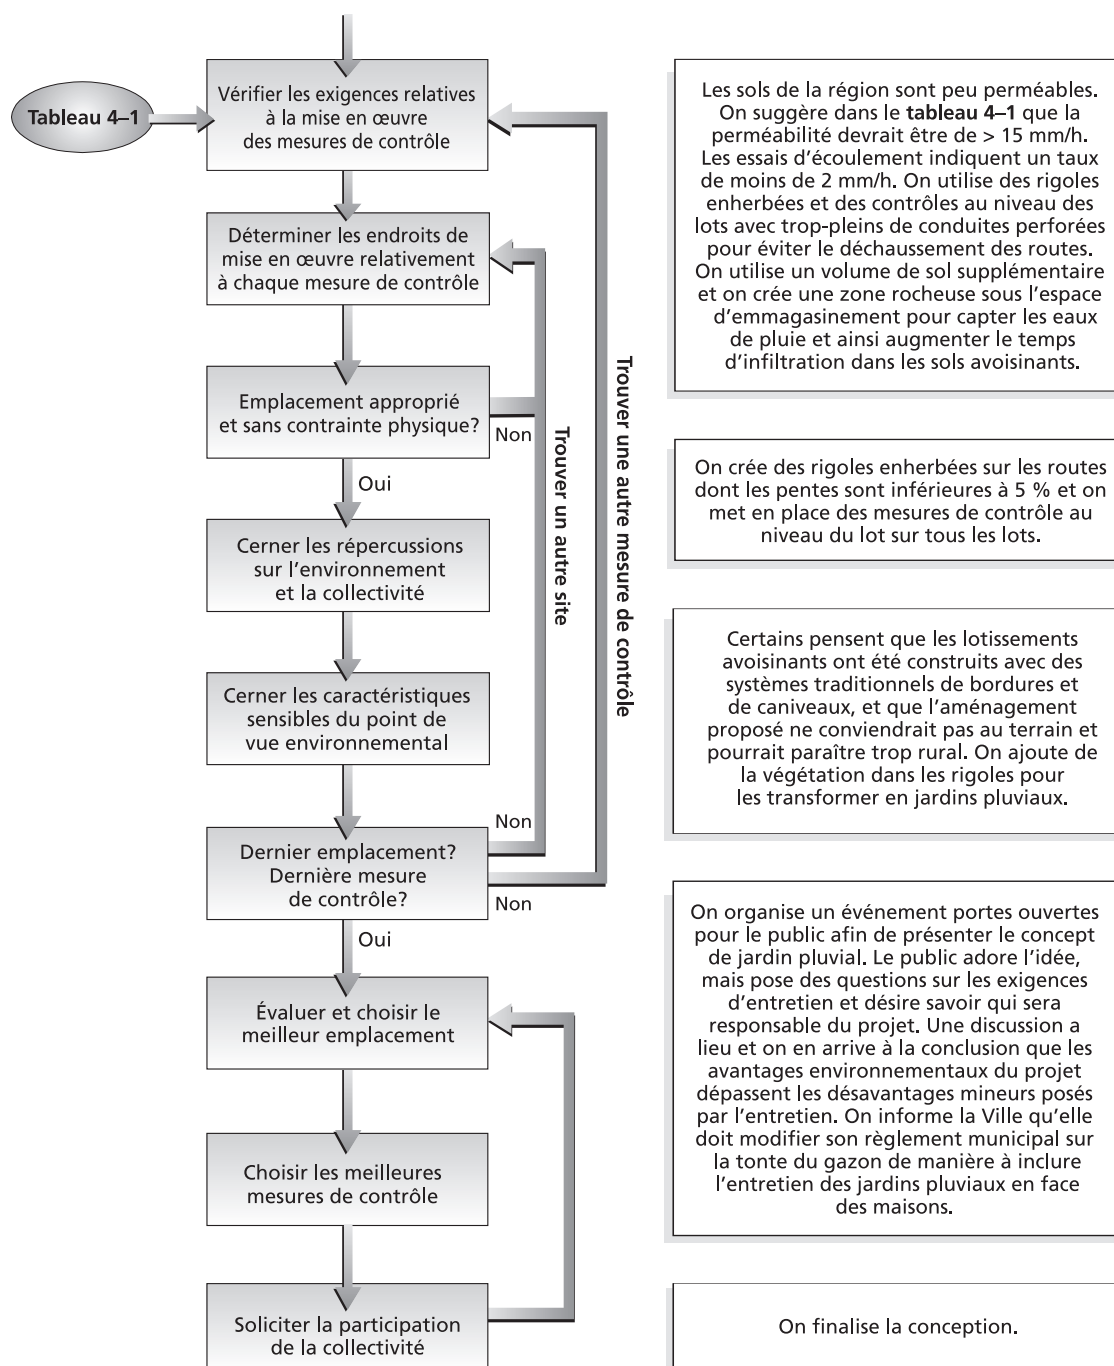 Tableau 4–1
Vérifier les exigences relatives
à la mise en œuvre
des mesures de contrôle
Déterminer les endroits de
mise en œuvre relativement
à chaque mesure de contrôle
Emplacement approprié
et sans contrainte physique?
Non
Oui
Cerner les répercussions
sur l'environnement
et la collectivité
Cerner les caractéristiques
sensibles du point de
vue environnemental
Non
Dernier emplacement?
Dernière mesure
de contrôle?
Non
Oui
Évaluer et choisir le
meilleur emplacement
Choisir les meilleures
mesures de contrôle
Soliciter la participation
de la collectivité
Trouver un autre site
Trouver une autre mesure de contrôle
Les sols de la région sont peu perméables.
On suggère dans le tableau 4–1 que la
perméabilité devrait être de > 15 mm/h.
Les essais d'écoulement indiquent un taux
de moins de 2 mm/h. On utilise des rigoles
enherbées et des contrôles au niveau des
lots avec trop-pleins de conduites perforées
pour éviter le déchaussement des routes.
On utilise un volume de sol supplémentaire
et on crée une zone rocheuse sous l'espace
d'emmagasinement pour capter les eaux
de pluie et ainsi augmenter le temps
d'infiltration dans les sols avoisinants.
On crée des rigoles enherbées sur les routes
dont les pentes sont inférieures à 5 % et on
met en place des mesures de contrôle au
niveau du lot sur tous les lots.
Certains pensent que les lotissements
avoisinants ont été construits avec des
systèmes traditionnels de bordures et
de caniveaux, et que l'aménagement
proposé ne conviendrait pas au terrain et
pourrait paraître trop rural. On ajoute de
la végétation dans les rigoles pour
les transformer en jardins pluviaux.
On organise un événement portes ouvertes
pour le public afin de présenter le concept
de jardin pluvial. Le public adore l'idée,
mais pose des questions sur les exigences
d'entretien et désire savoir qui sera
responsable du projet. Une discussion a
lieu et on en arrive à la conclusion que les
avantages environnementaux du projet
dépassent les désavantages mineurs posés
par l'entretien. On informe la Ville qu'elle
doit modifier son règlement municipal sur
la tonte du gazon de manière à inclure
l'entretien des jardins pluviaux en face
des maisons.
On finalise la conception.